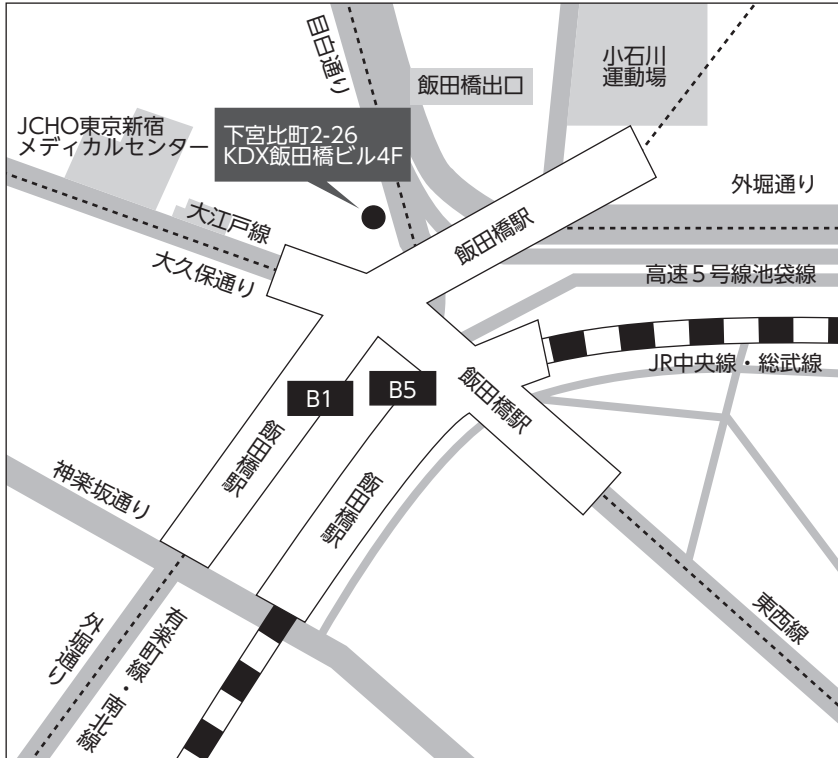 目白通り
小石川
運動場
飯田橋出口
JCHO東京新宿
メディカルセンター
下宮比町2-26
KDX飯田橋ビル4F
外堀通り
大江戸線
大久保通り
飯田橋駅
高速5号線池袋線
JR中央線・総武線
B1
B5
飯田橋駅
飯田橋駅
飯田橋駅
神楽坂通り
外堀通り
有楽町線・南北線
東西線